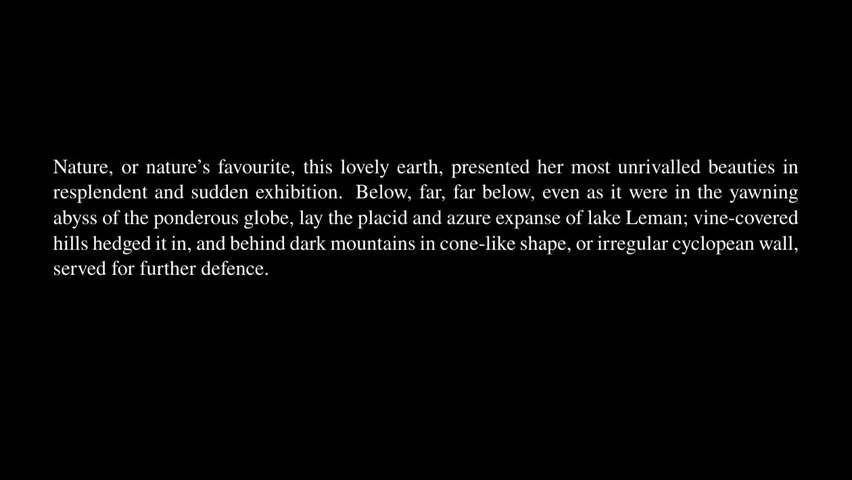 Nature, or nature’s favourite, this lovely earth, presented her most unrivalled beauties in
resplendent and sudden exhibition. Below, far, far below, even as it were in the yawning
abyss of the ponderous globe, lay the placid and azure expanse of lake Leman; vine-covered
hills hedged it in, and behind dark mountains in cone-like shape, or irregular cyclopean wall,
served for further defence.